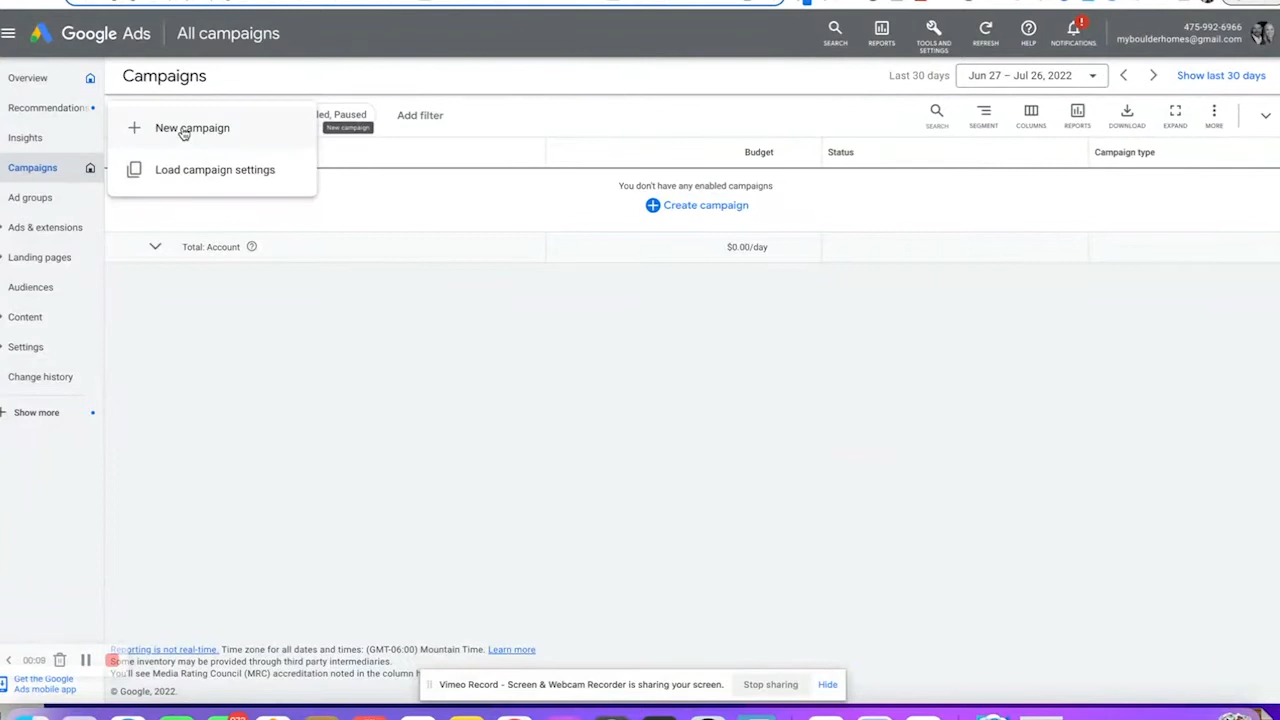 Google Ads
All campaigns
SEARCH
REPORTS
TOOLS AND
SETTINGS
REFRESH
HELP
!
NOTIFICATIONS
475-992-6966
myboulderhomes@gmail.com
Overview
Recommendations
Insights
Campaigns
Ad groups
Ads & extensions
Landing pages
Audiences
Content
Settings
Change history
Show more
Get the Google
Ads mobile app
Campaigns
Last 30 days
Jun 27 – Jul 26, 2022
Show last 30 days
New campaign
Load campaign settings
led, Paused
New campaign
Add filter
SEARCH
SEGMENT
COLUMNS
REPORTS
DOWNLOAD
EXPAND
MORE
Budget
Status
Campaign type
You don't have any enabled campaigns
Create campaign
Total: Account
$0.00/day
00:09
Reporting is not real-time. Time zone for all dates and times: (GMT-06:00) Mountain Time. Learn more
Some inventory may be provided through third party intermediaries.
You'll see Media Rating Council (MRC) accreditation noted in the column h
© Google, 2022.
Vimeo Record - Screen & Webcam Recorder is sharing your screen.
Stop sharing
Hide